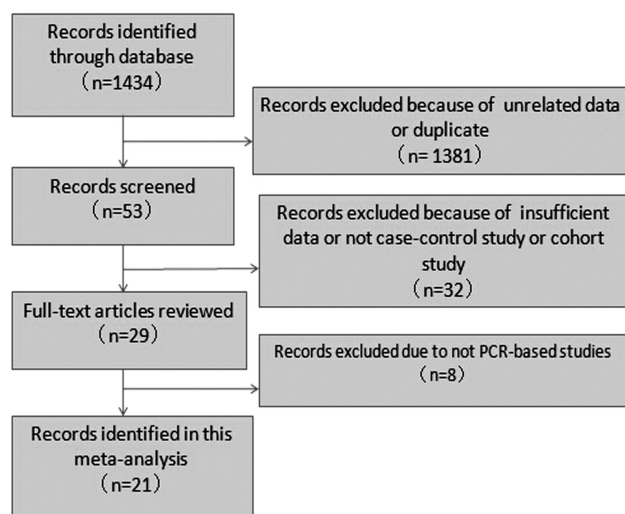 Records identified
through database
（n=1434）
Records excluded because of unrelated data
or duplicate
(n= 1381)
Records screened
（n=53）
Records excluded because of insufficient
data or not case-control study or cohort
study
（n=32）
Full-text articles reviewed
（n=29）
Records excluded due to not PCR-based studies
（n=8）
Records identified in this
meta-analysis
（n=21）